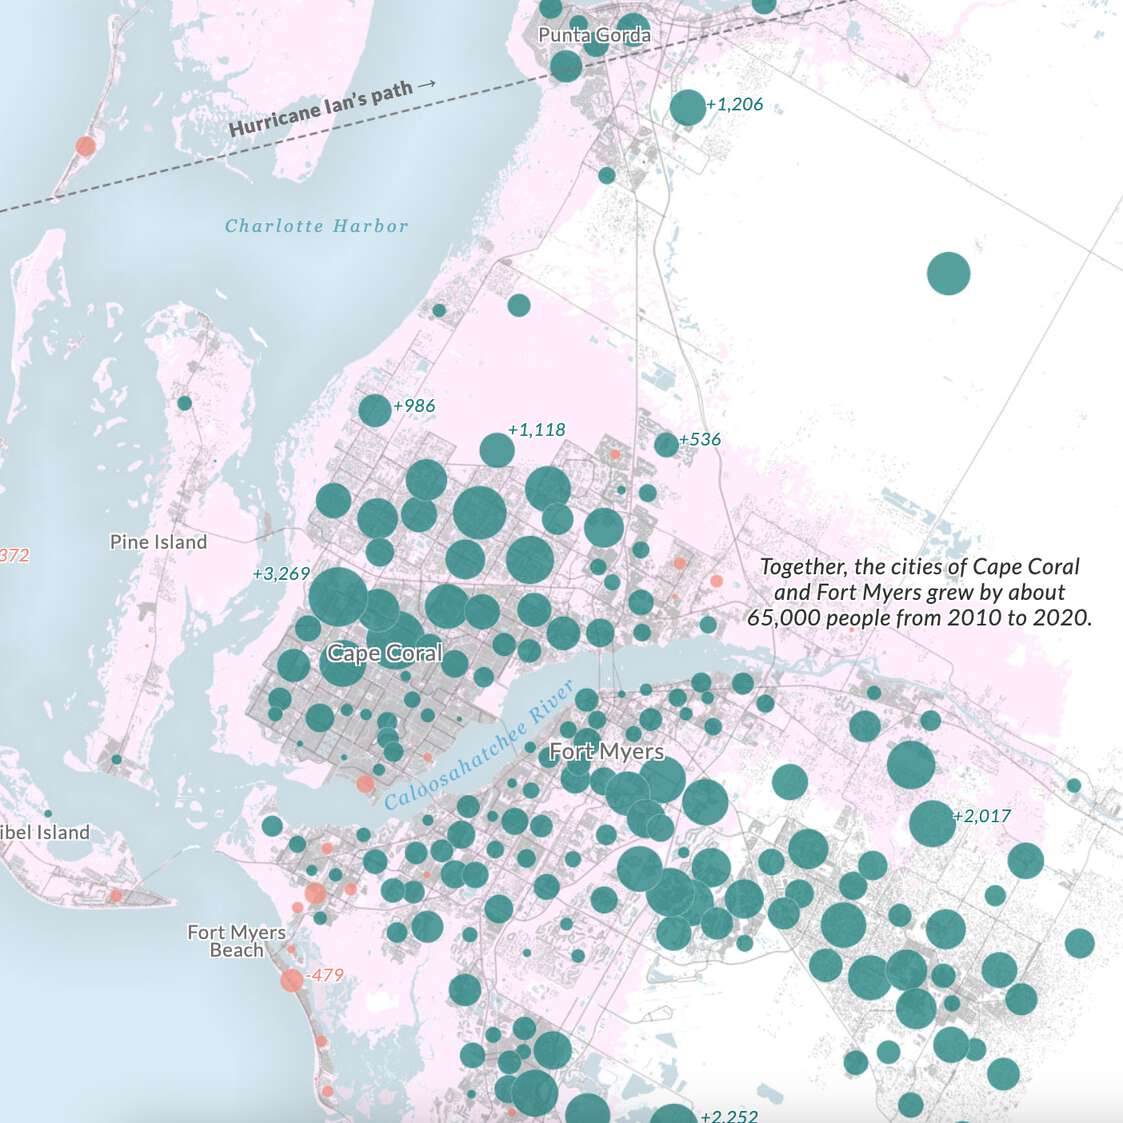 Punta Gorda
+1,206
Hurricane Ian's path →
Charlotte Harbor
+986
+1,118
+536
Pine Island
372
+3,269
Together, the cities of Cape Coral
and Fort Myers grew by about
65,000 people from 2010 to 2020.
Cape Coral
Caloosahatchee River
Fort Myers
+2,017
ibel Island
Fort Myers
Beach
-479
+2,252